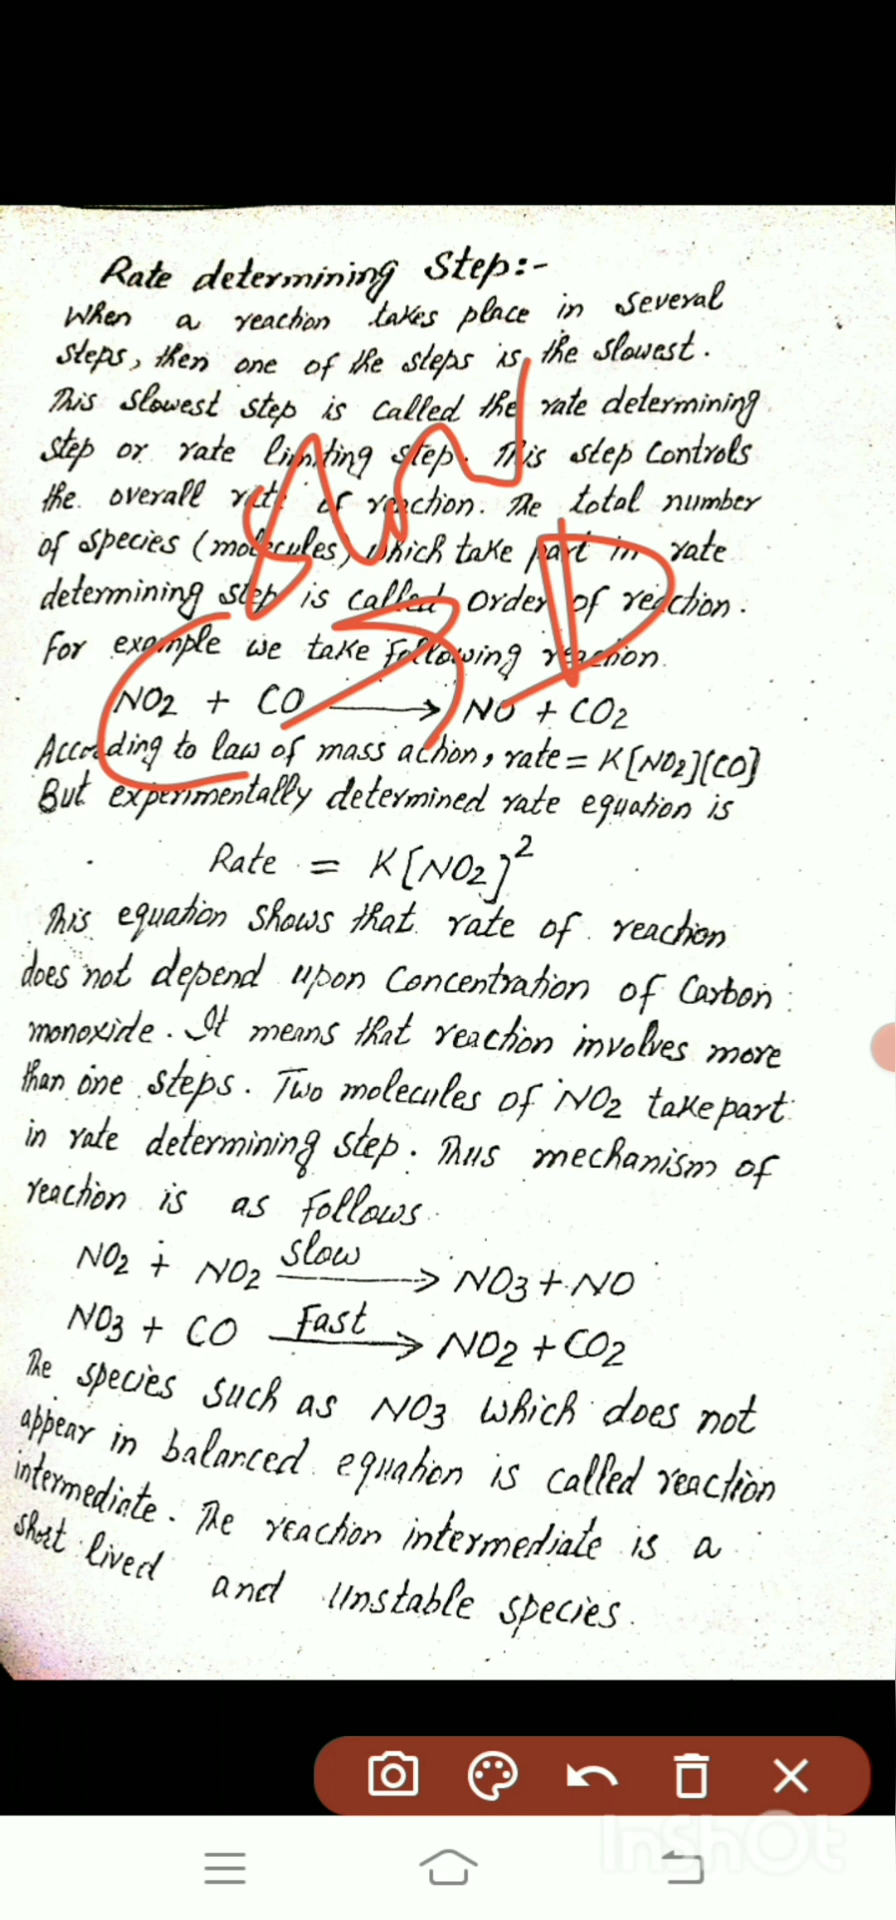 Rate determining Step:-
When a reaction takes place in several
steps, then one of the steps is the slowest.
This slowest step is called the rate determining
step or rate limiting step. This step controls
the overall rate of reaction. The total number
of species (molecules) which take part in rate
determining step is called order of reaction.
For example we take following reaction.
NO2 + CO ⟶ NO + CO2
According to law of mass action, rate = K[NO2][CO]
But experimentally determined rate equation is
Rate = K[NO2]²
This equation shows that rate of reaction
does not depend upon concentration of Carbon
monoxide. It means that reaction involves more
than one steps. Two molecules of NO2 take part
in rate determining step. Thus mechanism of
reaction is as follows.
NO2 + NO2 ⟶ Slow NO3 + NO
NO3 + CO ⟶ Fast NO2 + CO2
The species such as NO3 which does not
appear in balanced equation is called reaction
intermediate. The reaction intermediate is a
short lived and unstable species.
InShOt